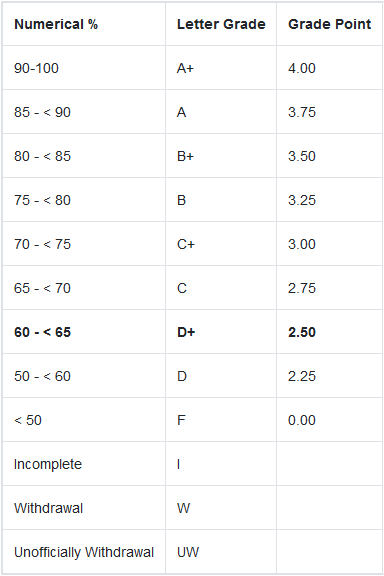 Numerical % Letter Grade Grade Point
90-100 A+ 4.00
85 - < 90 A 3.75
80 - < 85 B+ 3.50
75 - < 80 B 3.25
70 - < 75 C+ 3.00
65 - < 70 C 2.75
60 - < 65 D+ 2.50
50 - < 60 D 2.25
< 50 F 0.00
Incomplete I
Withdrawal W
Unofficially Withdrawal UW